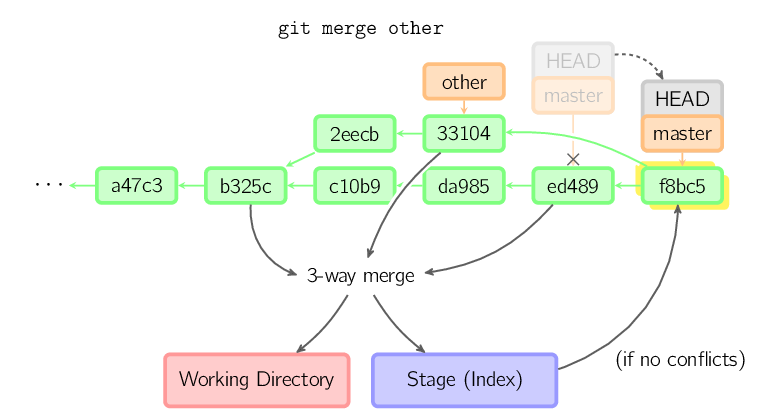 git merge other
HEAD
master
other
HEAD
master
2eecb
33104
... a47c3
b325c
c10b9
da985
ed489
f8bc5
3-way merge
(if no conflicts)
Working Directory
Stage (Index)